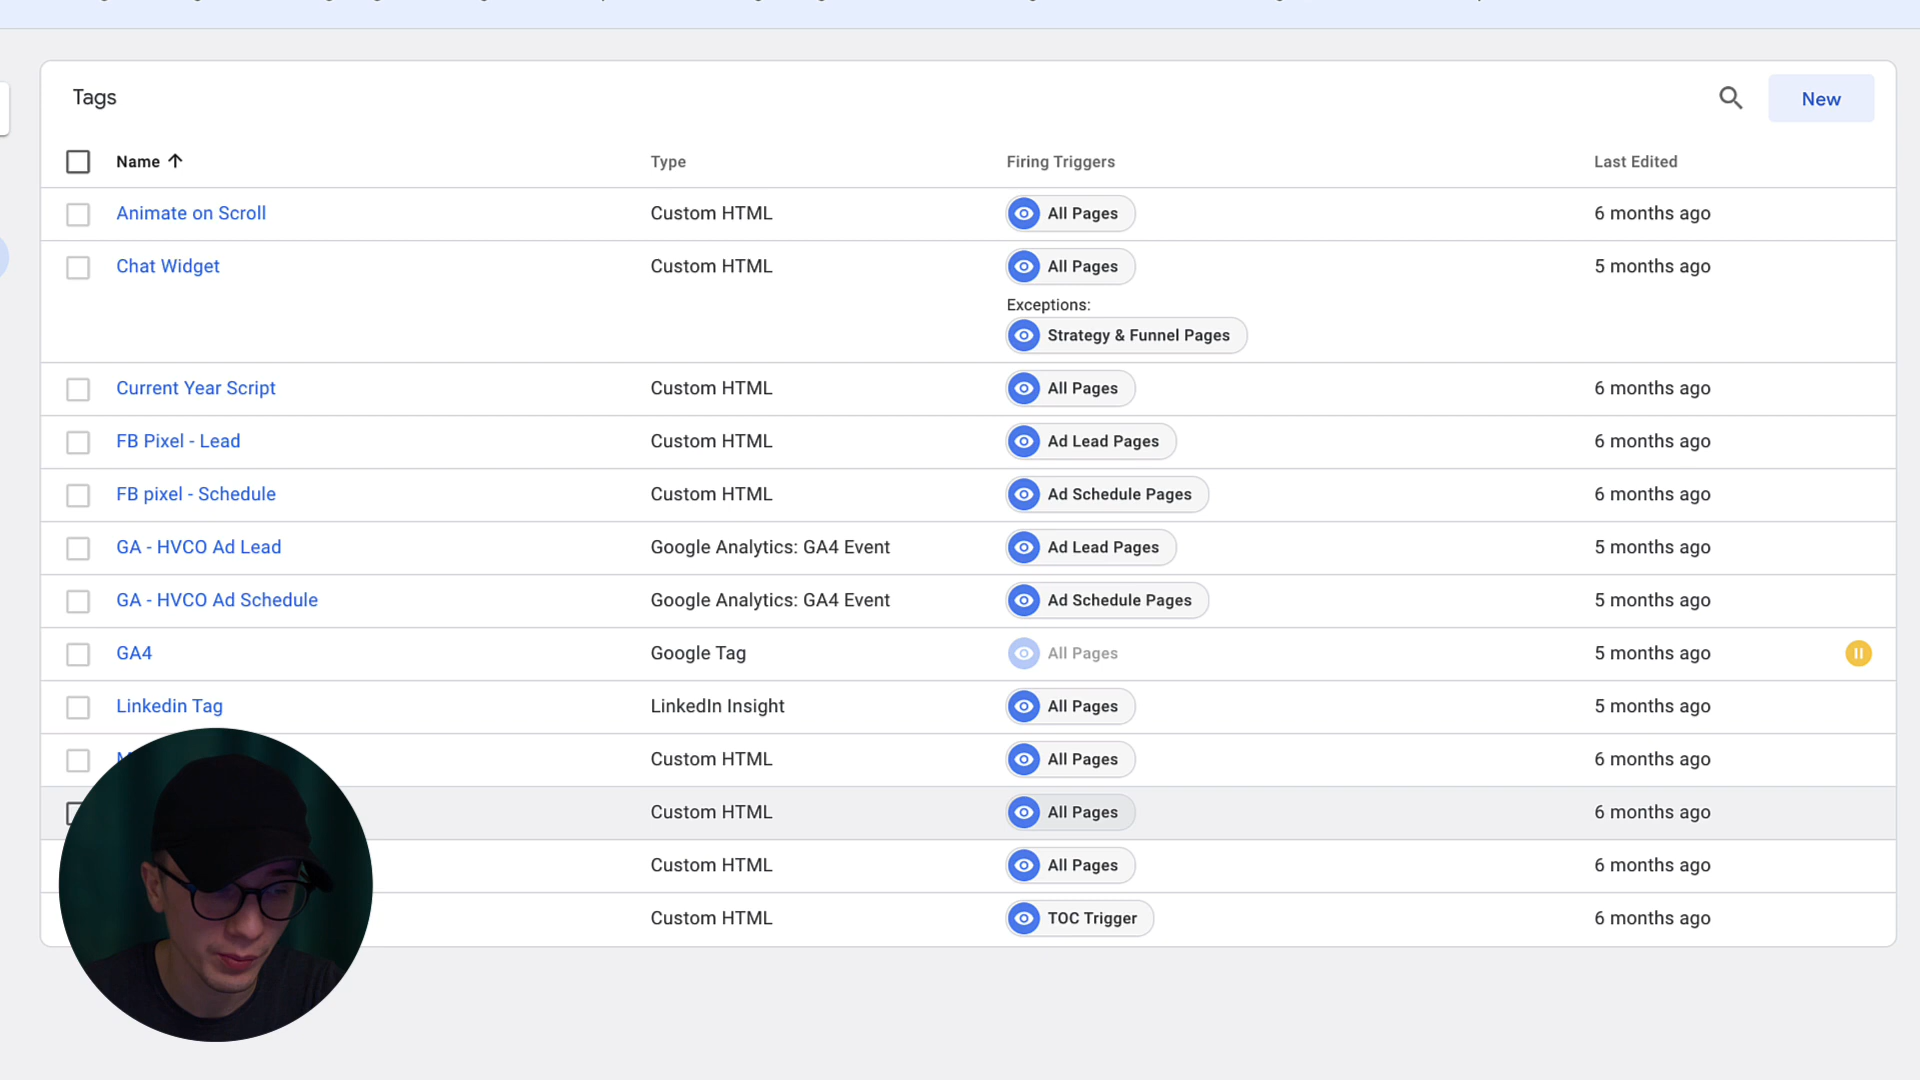 Tags
New
Name Type Firing Triggers Last Edited
Animate on Scroll Custom HTML All Pages 6 months ago
Chat Widget Custom HTML All Pages 5 months ago
Exceptions:
Strategy & Funnel Pages
Current Year Script Custom HTML All Pages 6 months ago
FB Pixel - Lead Custom HTML Ad Lead Pages 6 months ago
FB pixel - Schedule Custom HTML Ad Schedule Pages 6 months ago
GA - HVCO Ad Lead Google Analytics: GA4 Event Ad Lead Pages 5 months ago
GA - HVCO Ad Schedule Google Analytics: GA4 Event Ad Schedule Pages 5 months ago
GA4 Google Tag All Pages 5 months ago
Linkedin Tag LinkedIn Insight All Pages 5 months ago
Custom HTML All Pages 6 months ago
Custom HTML All Pages 6 months ago
Custom HTML All Pages 6 months ago
Custom HTML TOC Trigger 6 months ago